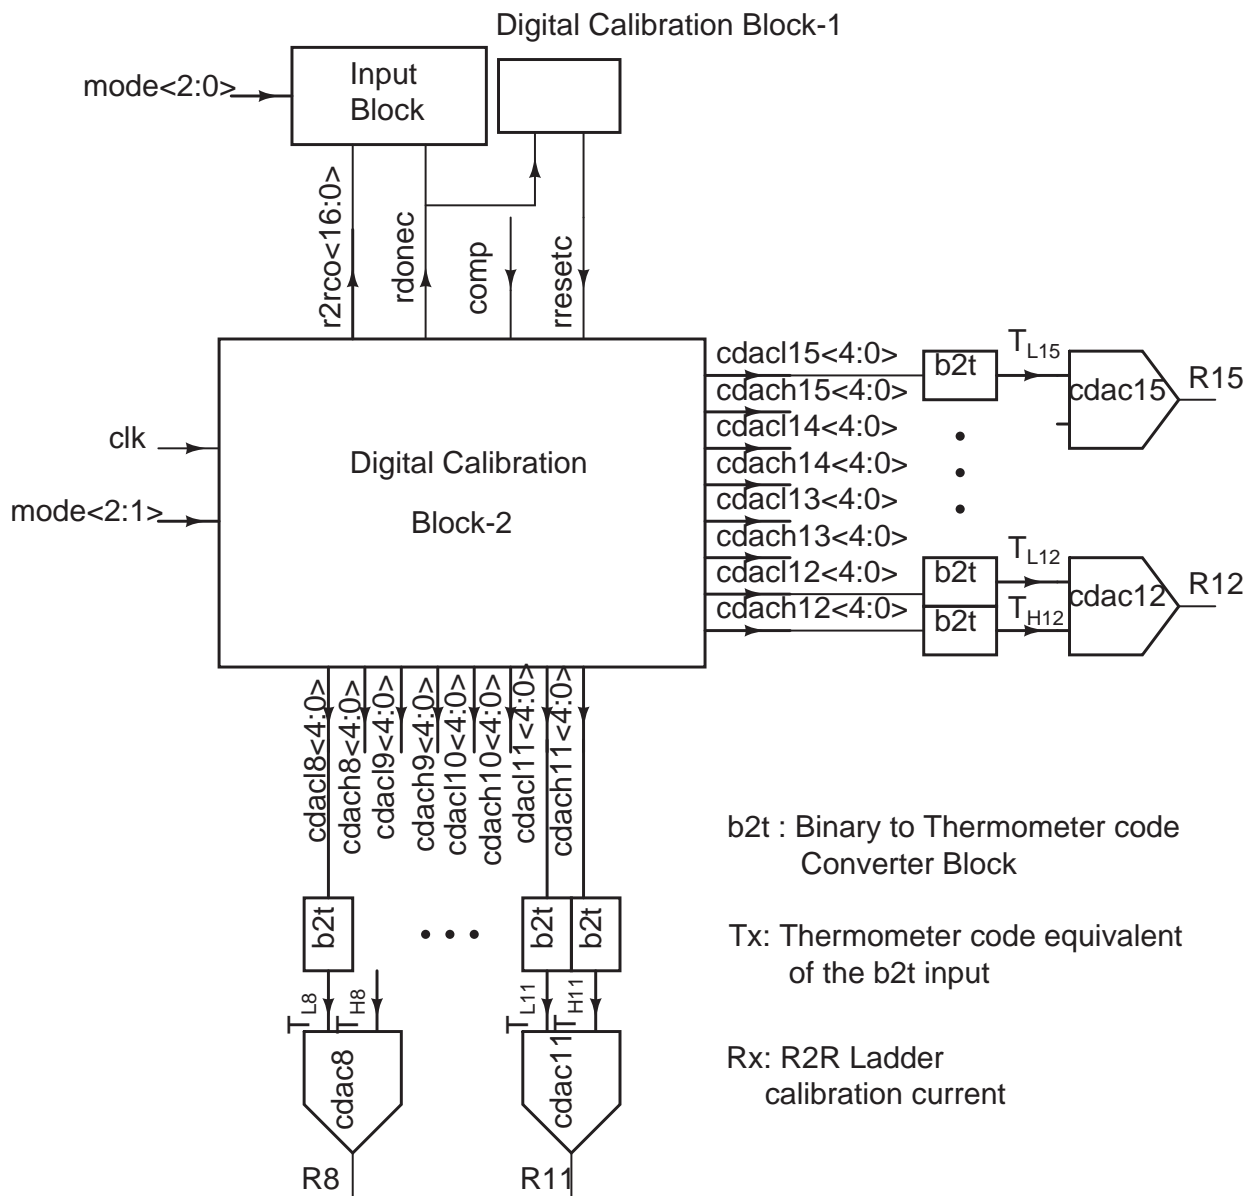 Digital Calibration Block-1
mode<2:0>
Input
Block
r2rco<16:0>
rdonec
comp
rresetc
clk
mode<2:1>
Digital Calibration
Block-2
cdacl15<4:0>
cdach15<4:0>
cdacl14<4:0>
cdach14<4:0>
cdacl13<4:0>
cdach13<4:0>
cdacl12<4:0>
cdach12<4:0>
b2t
TL15
cdac15
R15
b2t
b2t
TL12
TH12
cdac12
R12
cdacl8<4:0>
cdach8<4:0>
cdacl9<4:0>
cdach9<4:0>
cdacl10<4:0>
cdach10<4:0>
cdacl11<4:0>
cdach11<4:0>
b2t
b2t
b2t
TL8
TH8
TL11
TH11
cdac8
cdac11
R8
R11
b2t : Binary to Thermometer code
Converter Block
Tx: Thermometer code equivalent
of the b2t input
Rx: R2R Ladder
calibration current